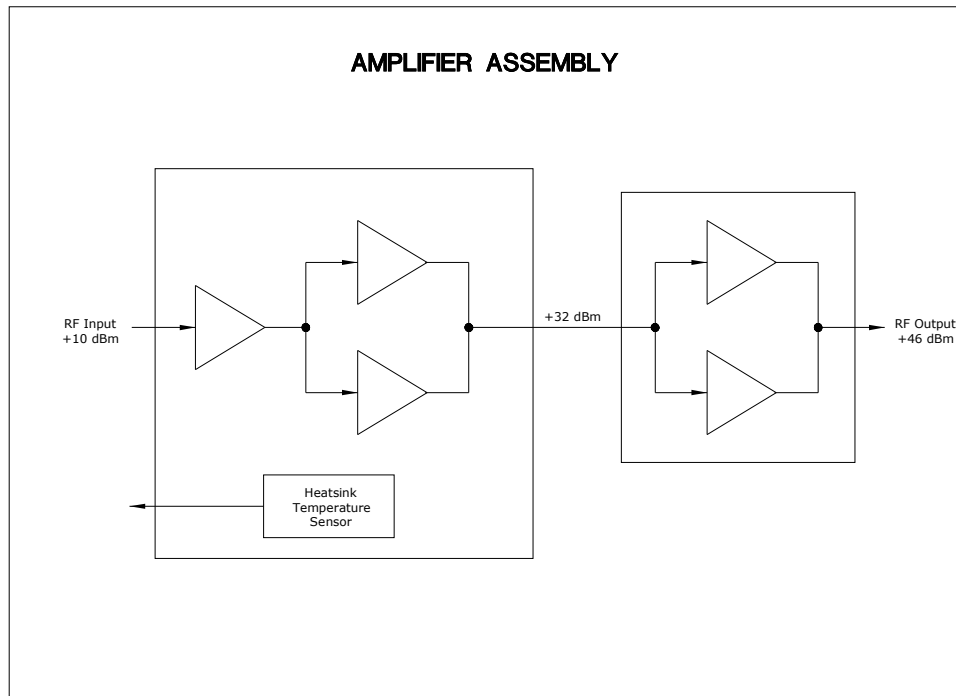 AMPLIFIER ASSEMBLY
RF Input
+10 dBm
+32 dBm
RF Output
+46 dBm
Heatsink
Temperature
Sensor